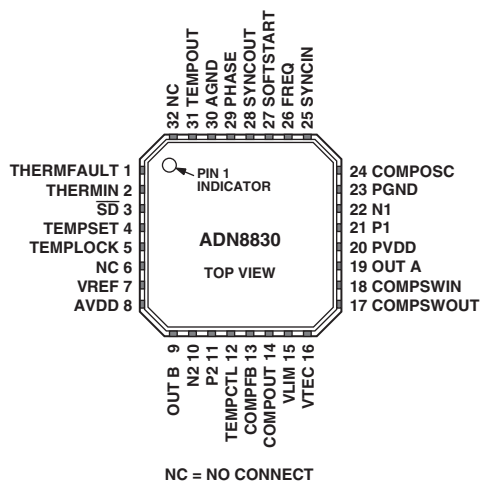 32 NC
31 TEMPOUT
30 AGND
29 PHASE
28 SYNCOUT
27 SOFTSTART
26 FREQ
25 SYNCIN
THERMFAULT 1
THERMIN 2
SD 3
TEMPSET 4
TEMPLOCK 5
NC 6
VREF 7
AVDD 8
PIN 1
INDICATOR
ADN8830
TOP VIEW
24 COMPOSC
23 PGND
22 N1
21 P1
20 PVDD
19 OUT A
18 COMPSWIN
17 COMPSWOUT
OUT B 9
N2 10
P2 11
TEMPCTL 12
COMPFB 13
COMPOUT 14
VLIM 15
VTEC 16
NC = NO CONNECT